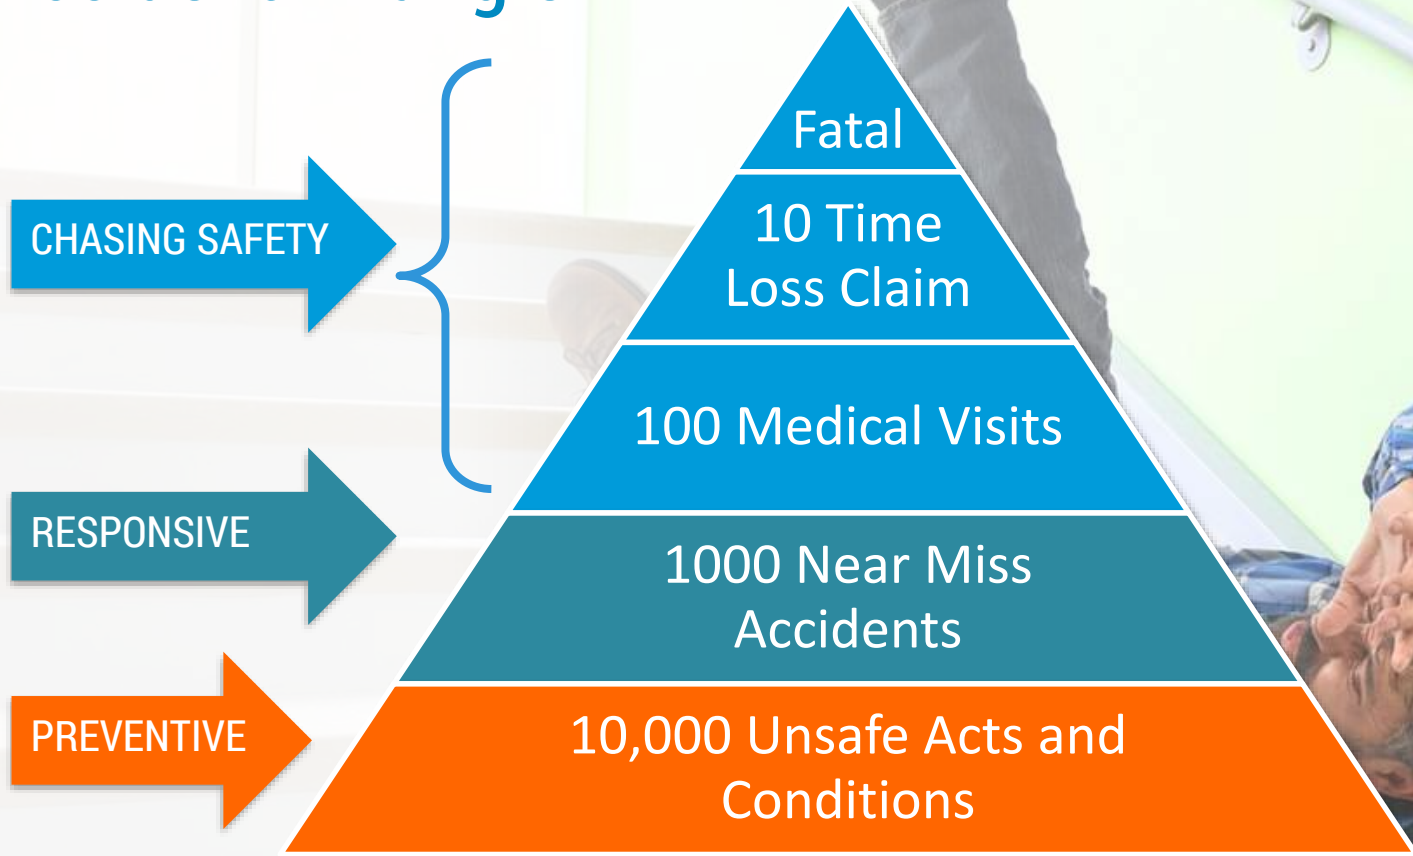 Fatal
10 Time
Loss Claim
CHASING SAFETY
100 Medical Visits
RESPONSIVE
1000 Near Miss
Accidents
PREVENTIVE
10,000 Unsafe Acts and
Conditions